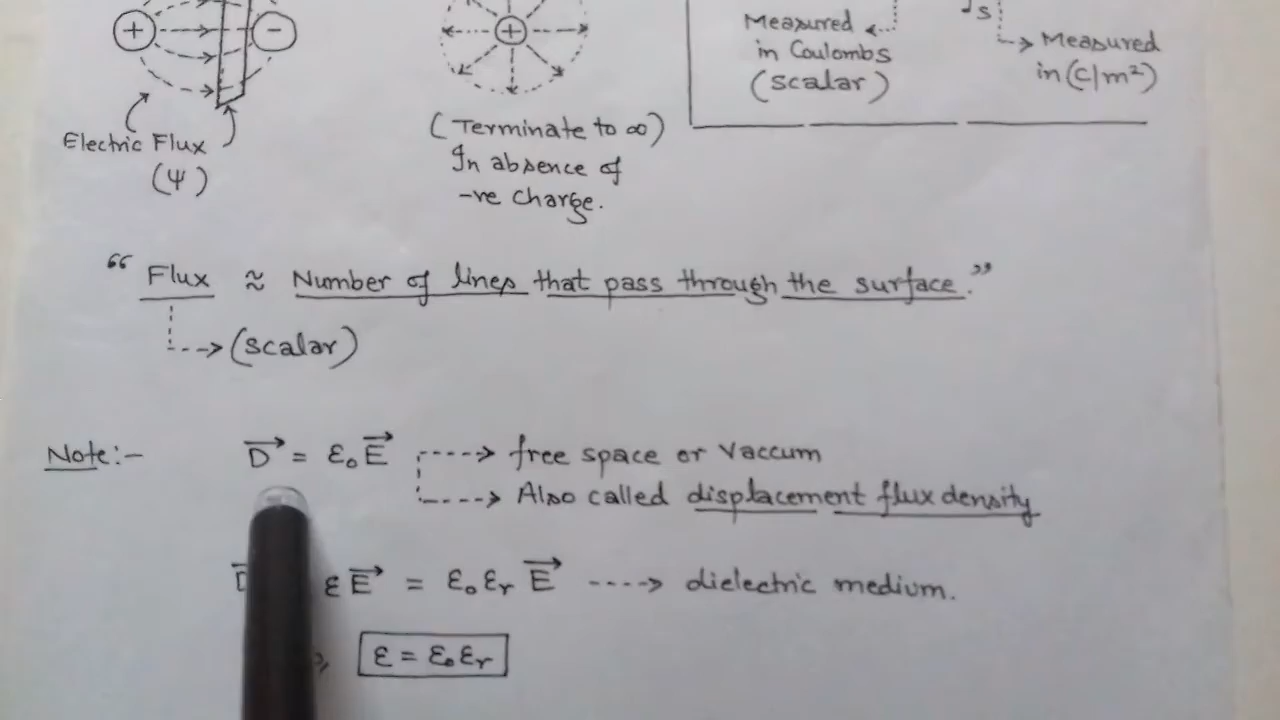 +
-
Electric Flux
(Ψ)
+
(Terminate to ∞)
In absence of
-ve charge.
Measured
in Coulombs
(scalar)
s
Measured
in (C/m²)
“Flux ≈ Number of lines that pass through the surface.”
(scalar)
Note:- D = ε₀E free space or vaccum
Also called displacement flux density
εE = ε₀εᵣ E dielectric medium.
ε = ε₀εᵣ